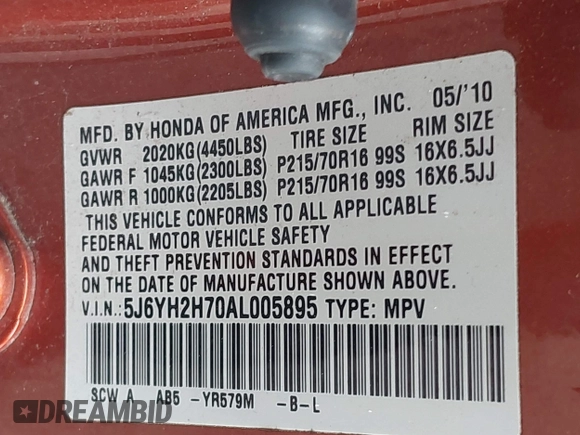 MFD. BY HONDA OF AMERICA MFG., INC. 05/'10
GVWR 2020KG(4450LBS) TIRE SIZE RIM SIZE
GAWR F 1045KG(2300LBS) P215/70R16 99S 16X6.5JJ
GAWR R 1000KG(2205LBS) P215/70R16 99S 16X6.5JJ
THIS VEHICLE CONFORMS TO ALL APPLICABLE
FEDERAL MOTOR VEHICLE SAFETY
AND THEFT PREVENTION STANDARDS IN EFFECT
ON THE DATE OF MANUFACTURE SHOWN ABOVE.
V.I.N.:5J6YH2H70AL005895 TYPE: MPV
SCW A AB5 -YR579M -B-L
DREAMBID